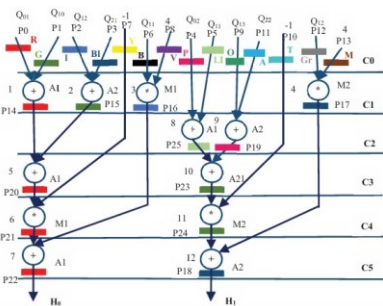 Q₀₁ Q₁₀ Q₁₂ Q₂₁ -1 Q₁₁ 4 Q₀₂ Q₁₁ Q₁₃ Q₂₂ -1 Q₁₂ 4
P0 P1 P2 P3 P7 P6 P8 P4 P5 P9 P11 P10 P12 P13
R G I Bl Y B V P Ll O A T Gr M
C0
1 + A1 2 + A2 3 * M1 4 * M2
P14 P15 P16 P17 C1
8 + A1 9 + A2
P25 P19 C2
5 + A1 10 + A21
P20 P23 C3
6 * M1 11 * M2
P21 P24 C4
7 + A1 12 + A2
P22 P18 C5
H₀ H₁